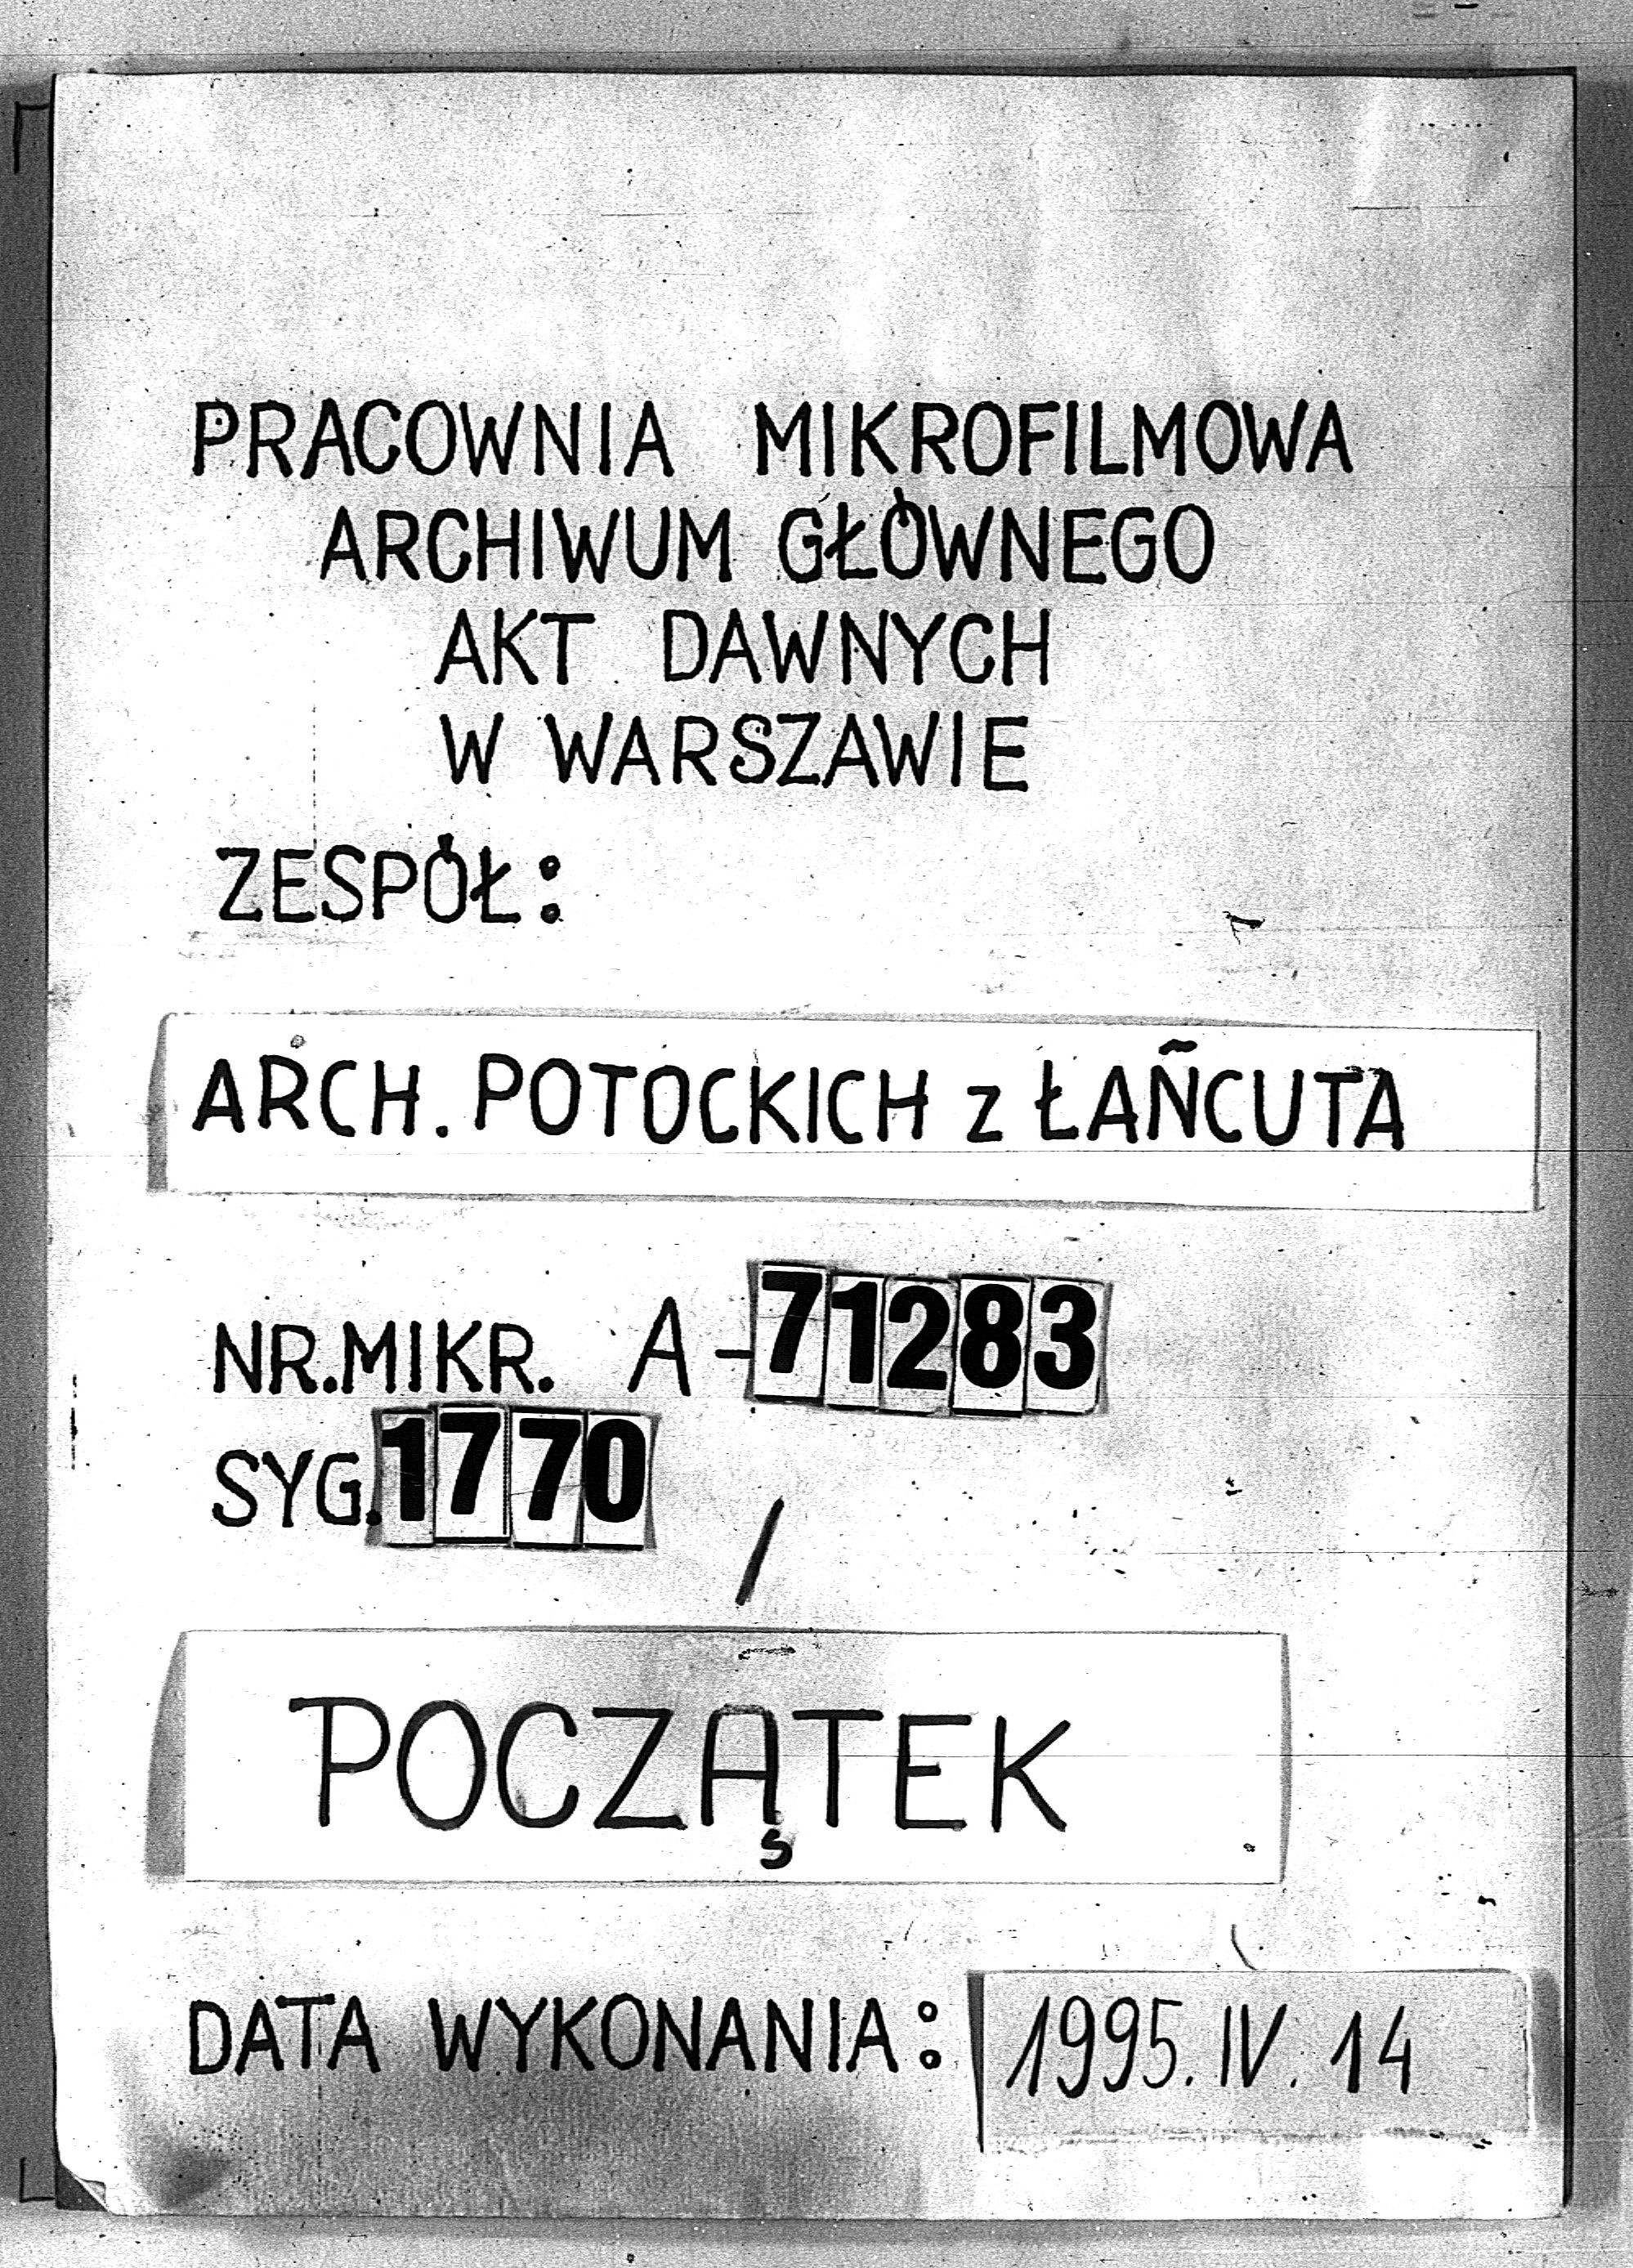 PRACOWNIA MIKROFILMOWA
ARCHIWUM GŁÓWNEGO
AKT DAWNYCH
W WARSZAWIE
ZESPÓŁ:
ARCH. POTOCKICH z ŁAŃCUTA
NR.MIKR. A-71283
SYG.1770 /
POCZĄTEK
DATA WYKONANIA: 1995.IV.14